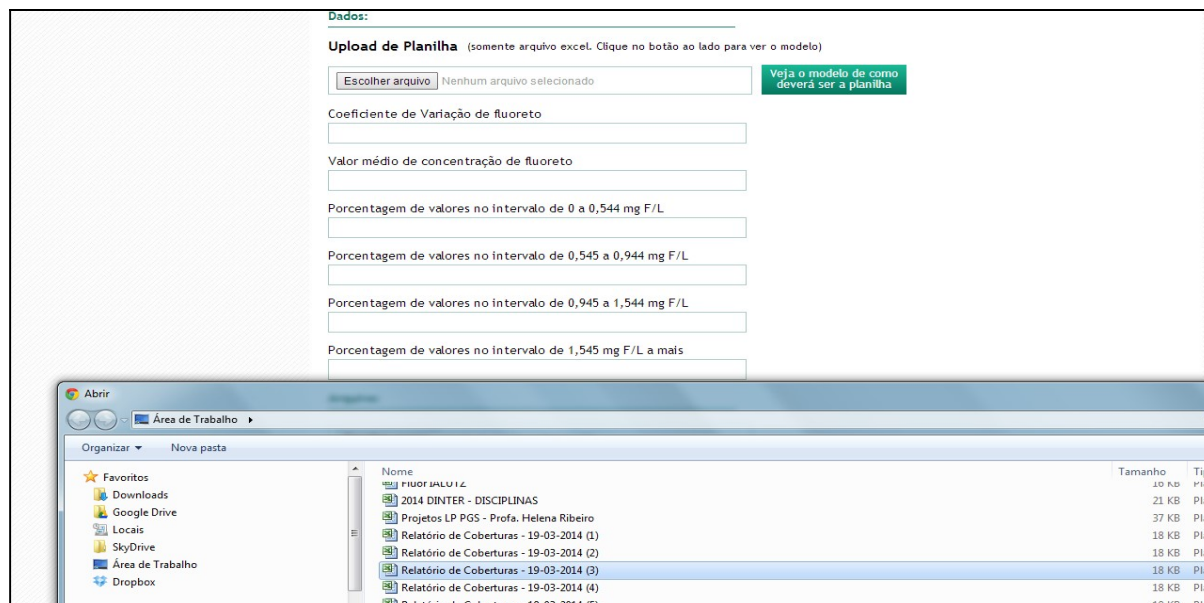 Dados:
Upload de Planilha (somente arquivo excel. Clique no botão ao lado para ver o modelo)
Escolher arquivo Nenhum arquivo selecionado
Veja o modelo de como
deverá ser a planilha
Coeficiente de Variação de fluoreto
Valor médio de concentração de fluoreto
Porcentagem de valores no intervalo de 0 a 0,544 mg F/L
Porcentagem de valores no intervalo de 0,545 a 0,944 mg F/L
Porcentagem de valores no intervalo de 0,945 a 1,544 mg F/L
Porcentagem de valores no intervalo de 1,545 mg F/L a mais
Abrir
Área de Trabalho
Organizar Nova pasta
Favoritos
Downloads
Google Drive
Locais
SkyDrive
Área de Trabalho
Dropbox
Nome Tamanho
16 KB
2014 DINTER - DISCIPLINAS 21 KB
Projetos LP PGS - Profa. Helena Ribeiro 37 KB
Relatório de Coberturas - 19-03-2014 (1) 18 KB
Relatório de Coberturas - 19-03-2014 (2) 18 KB
Relatório de Coberturas - 19-03-2014 (3) 18 KB
Relatório de Coberturas - 19-03-2014 (4) 18 KB